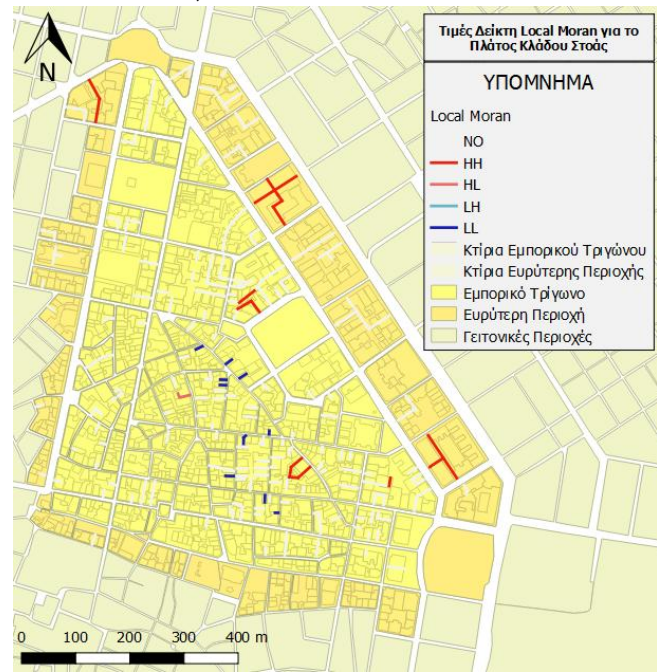 Τιμές Δείκτη Local Moran για το
Πλάτος Κλάδου Στοάς
ΥΠΟΜΝΗΜΑ
Local Moran
NO
HH
HL
LH
LL
Κτίρια Εμπορικού Τριγώνου
Κτίρια Ευρύτερης Περιοχής
Εμπορικό Τρίγωνο
Ευρύτερη Περιοχή
Γειτονικές Περιοχές
N
0 100 200 300 400 m